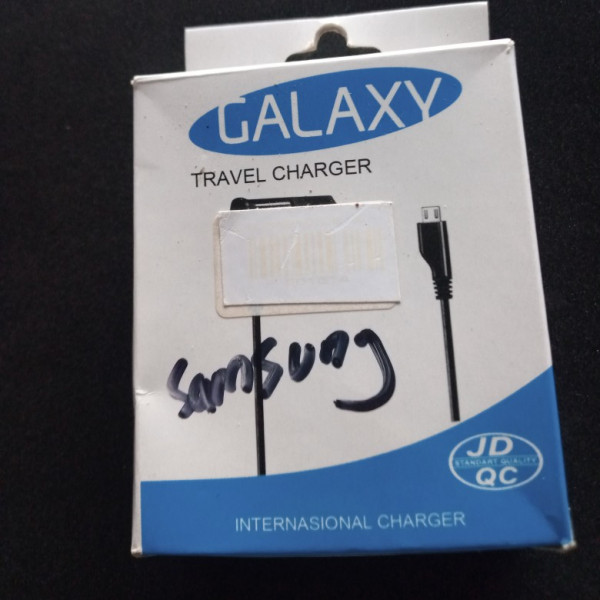 GALAXY
TRAVEL CHARGER
Samsung
JD
STANDART QUALITY
QC
INTERNASIONAL CHARGER